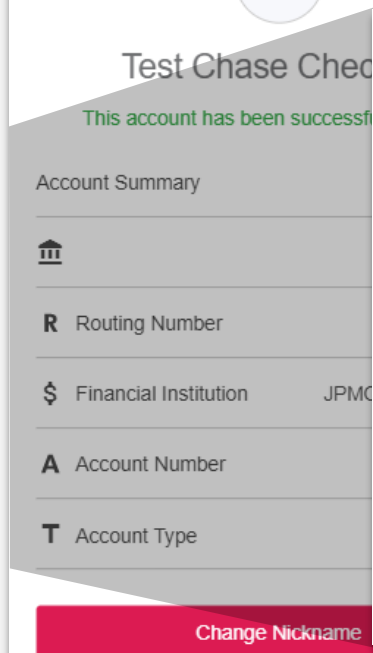 Test Chase Chec
This account has been successf
Account Summary
R Routing Number
$ Financial Institution JPMC
A Account Number
T Account Type
Change Nickname